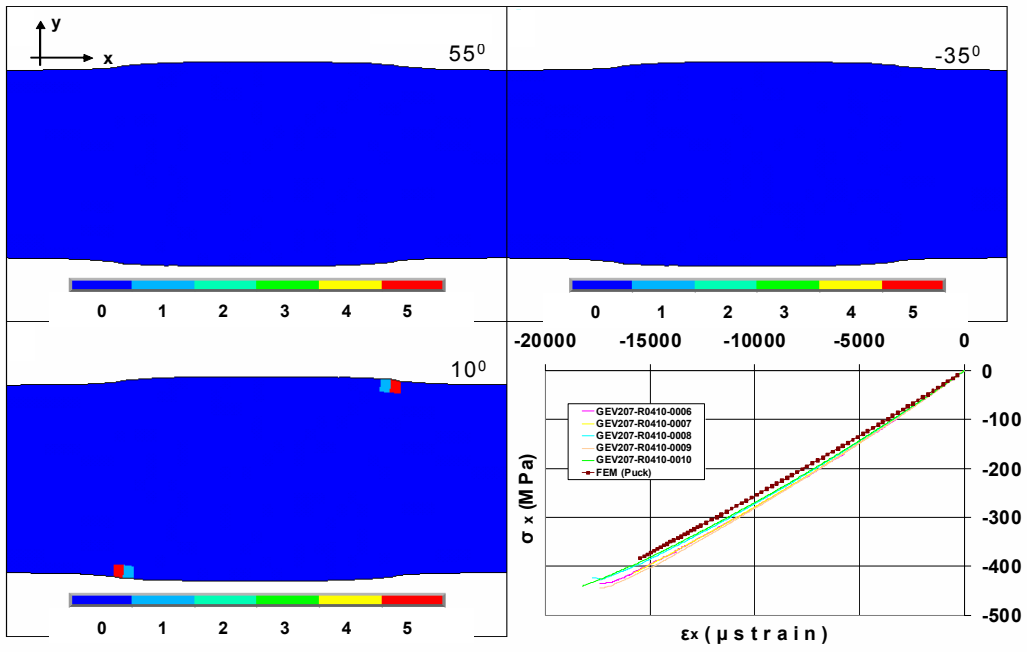 y
x
55⁰
-35⁰
0 1 2 3 4 5
0 1 2 3 4 5
10⁰
0 1 2 3 4 5
-20000 -15000 -10000 -5000 0
0
-100
-200
-300
-400
-500
GEV207-R0410-0006
GEV207-R0410-0007
GEV207-R0410-0008
GEV207-R0410-0009
GEV207-R0410-0010
FEM (Puck)
σ x (MPa)
εx (µstrain)